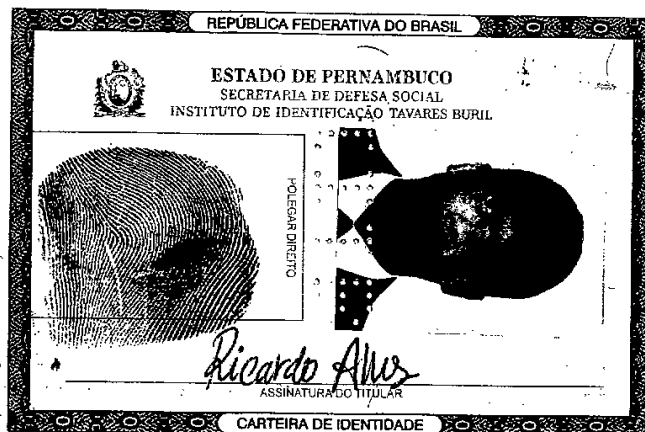 REPÚBLICA FEDERATIVA DO BRASIL
ESTADO DE PERNAMBUCO
SECRETARIA DE DEFESA SOCIAL
INSTITUTO DE IDENTIFICAÇÃO TAVARES BURIL
POLEGAR DIREITO
Ricardo Alves
ASSINATURA DO TITULAR
CARTEIRA DE IDENTIDADE